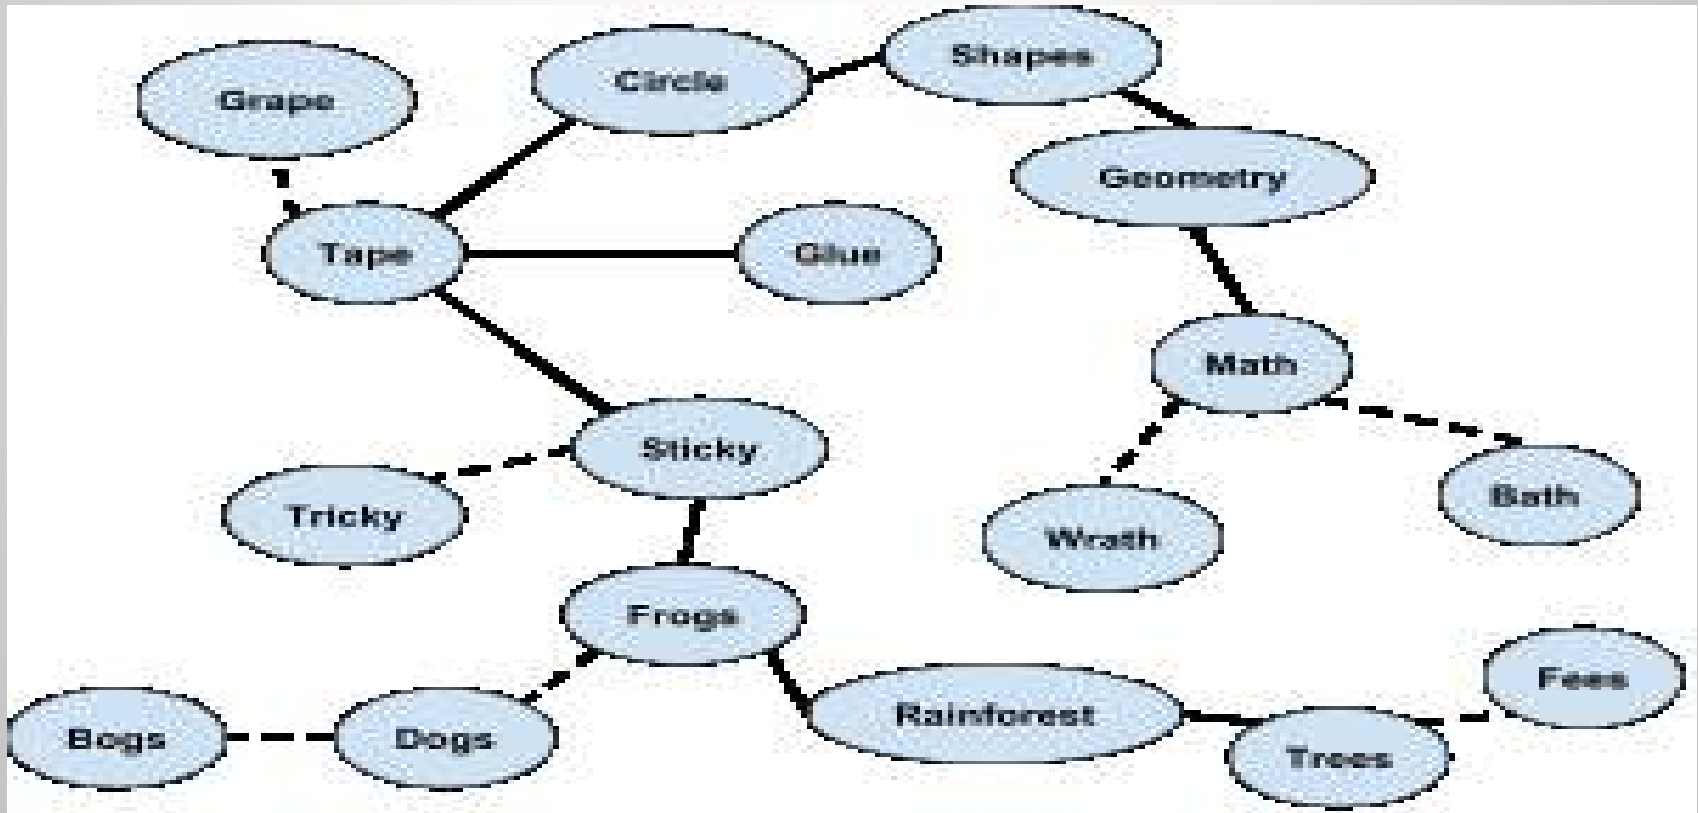 Shapes
Circle
Grape
Geometry
Tape
Glue
Math
Sticky
Bath
Tricky
Wrath
Frogs
Fees
Rainforest
Bogs
Dogs
Trees